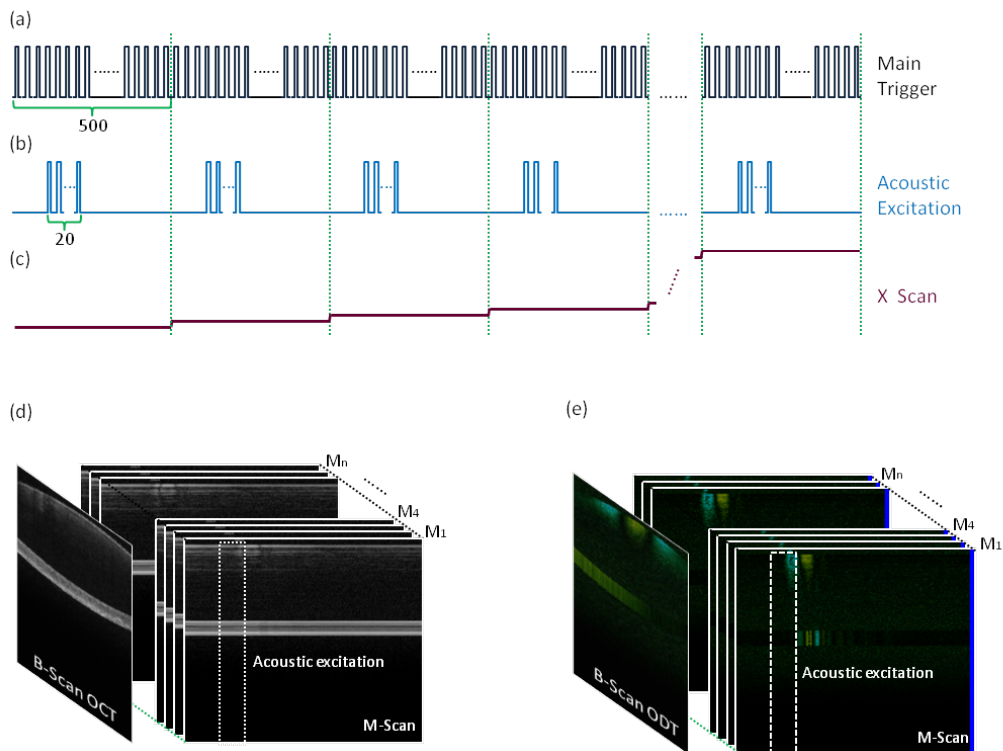 (a)
......
......
......
......
......
......
Main
Trigger
500
(b)
......
......
......
......
......
Acoustic
Excitation
20
(c)
......
X Scan
(d)
(e)
Mn
......
M4
M1
Acoustic excitation
B-Scan OCT
M-Scan
Mn
......
M4
M1
Acoustic excitation
B-Scan ODT
M-Scan